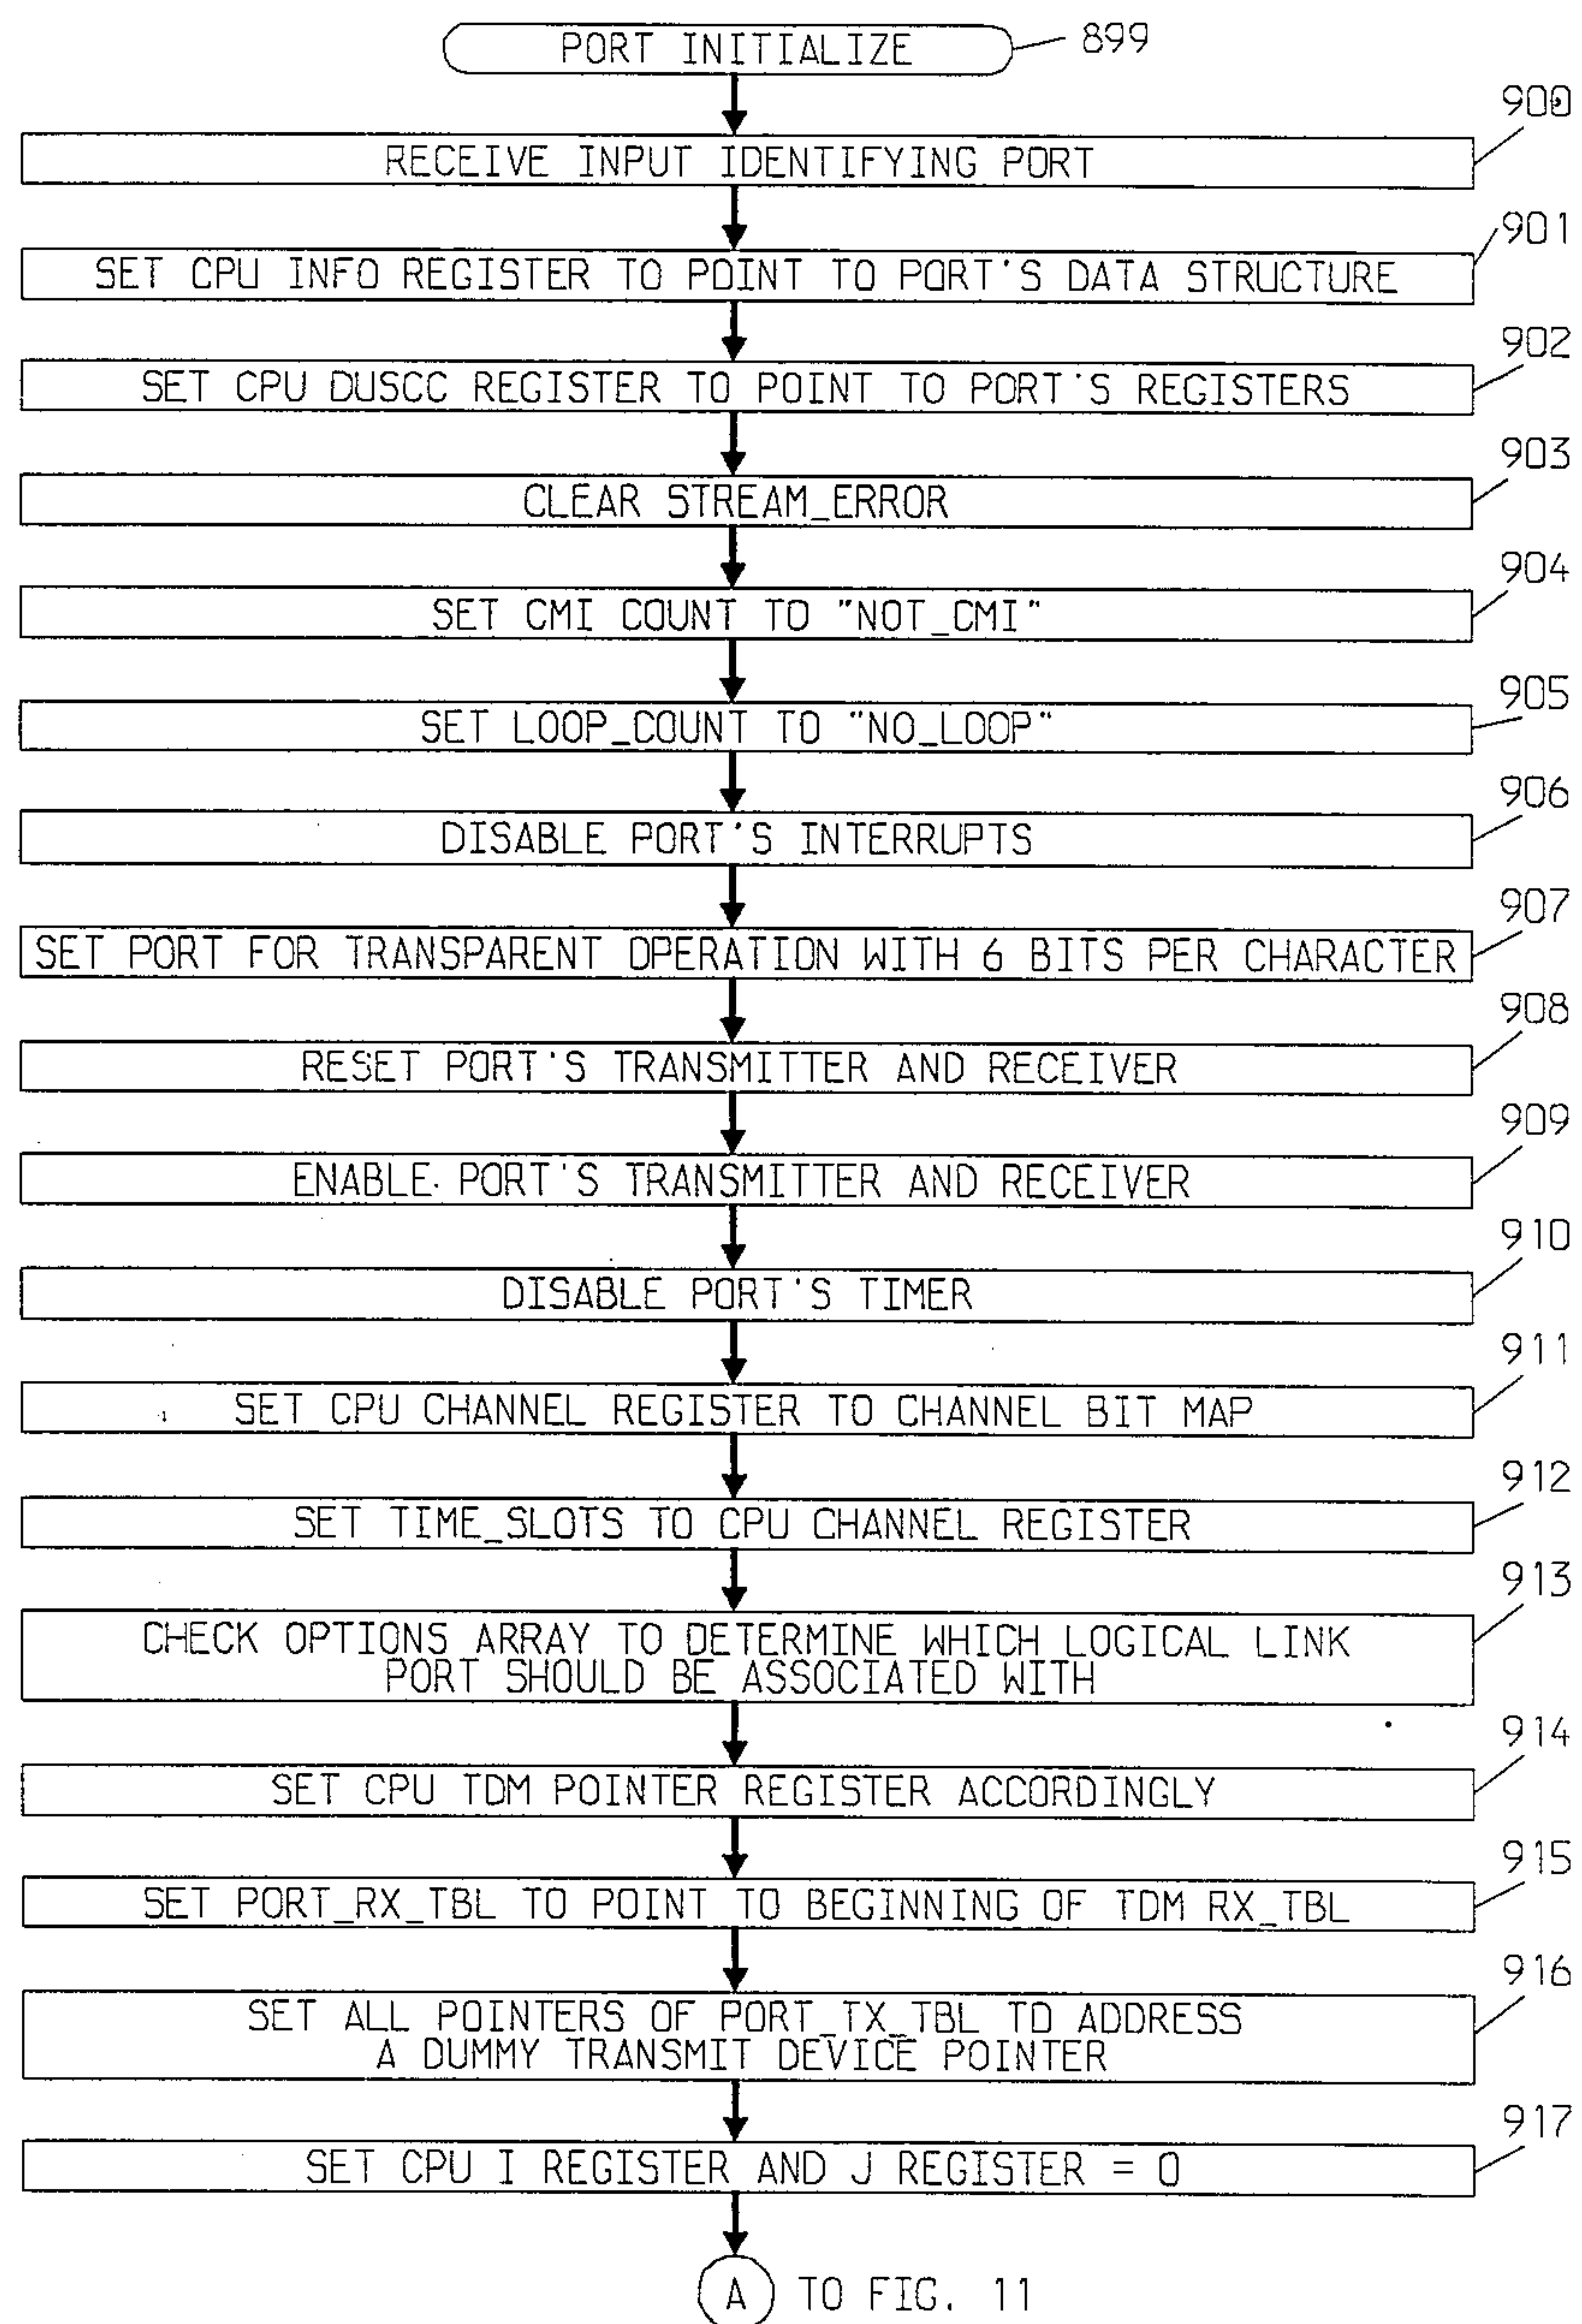 PORT INITIALIZE
899
900
RECEIVE INPUT IDENTIFYING PORT
901
SET CPU INFO REGISTER TO POINT TO PORT'S DATA STRUCTURE
902
SET CPU DUSCC REGISTER TO POINT TO PORT'S REGISTERS
903
CLEAR STREAM_ERROR
904
SET CMI COUNT TO "NOT_CMI"
905
SET LOOP_COUNT TO "NO_LOOP"
906
DISABLE PORT'S INTERRUPTS
907
SET PORT FOR TRANSPARENT OPERATION WITH 6 BITS PER CHARACTER
908
RESET PORT'S TRANSMITTER AND RECEIVER
909
ENABLE PORT'S TRANSMITTER AND RECEIVER
910
DISABLE PORT'S TIMER
911
SET CPU CHANNEL REGISTER TO CHANNEL BIT MAP
912
SET TIME_SLOTS TO CPU CHANNEL REGISTER
913
CHECK OPTIONS ARRAY TO DETERMINE WHICH LOGICAL LINK
PORT SHOULD BE ASSOCIATED WITH
914
SET CPU TDM POINTER REGISTER ACCORDINGLY
915
SET PORT_RX_TBL TO POINT TO BEGINNING OF TDM RX_TBL
916
SET ALL POINTERS OF PORT_TX_TBL TO ADDRESS
A DUMMY TRANSMIT DEVICE POINTER
917
SET CPU I REGISTER AND J REGISTER = 0
A TO FIG. 11